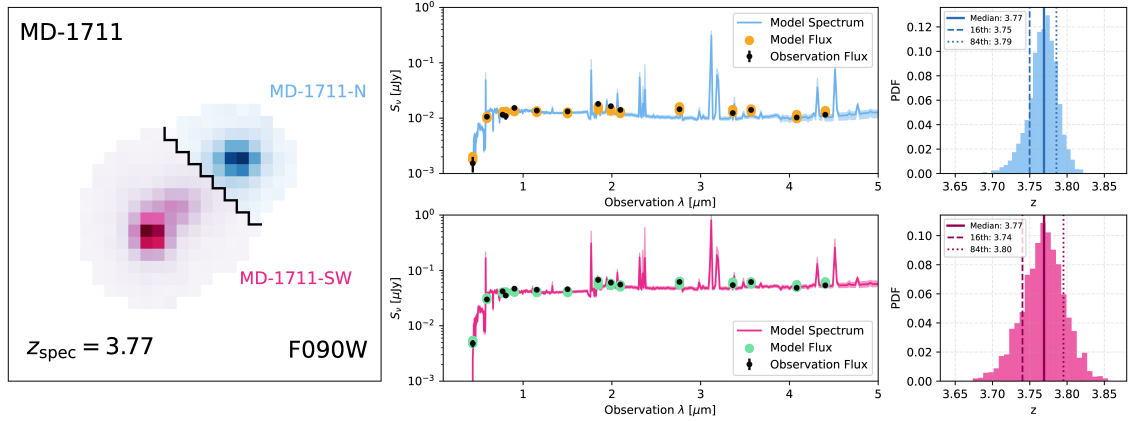 MD-1711
MD-1711-N
MD-1711-SW
z_spec = 3.77
F090W
10^0
10^−1
10^−2
10^−3
S_ν [μJy]
Model Spectrum
Model Flux
Observation Flux
1 2 3 4 5
Observation λ [μm]
0.12
0.10
0.08
0.06
0.04
0.02
0.00
PDF
Median: 3.77
16th: 3.75
84th: 3.79
3.65 3.70 3.75 3.80 3.85
z
10^0
10^−1
10^−2
10^−3
S_ν [μJy]
Model Spectrum
Model Flux
Observation Flux
1 2 3 4 5
Observation λ [μm]
0.10
0.08
0.06
0.04
0.02
0.00
PDF
Median: 3.77
16th: 3.74
84th: 3.80
3.65 3.70 3.75 3.80 3.85
z